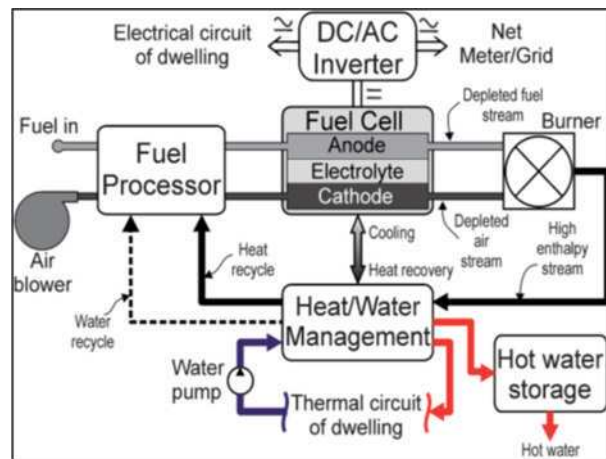 Electrical circuit
of dwelling
DC/AC
Inverter
Net
Meter/Grid
Depleted fuel
stream
Burner
Fuel in
Fuel
Processor
Fuel Cell
Anode
Electrolyte
Cathode
Air
blower
Heat
recycle
Water
recycle
Cooling
Heat recovery
Depleted
air
stream
High
enthalpy
stream
Heat/Water
Management
Water
pump
Thermal circuit
of dwelling
Hot water
storage
Hot water